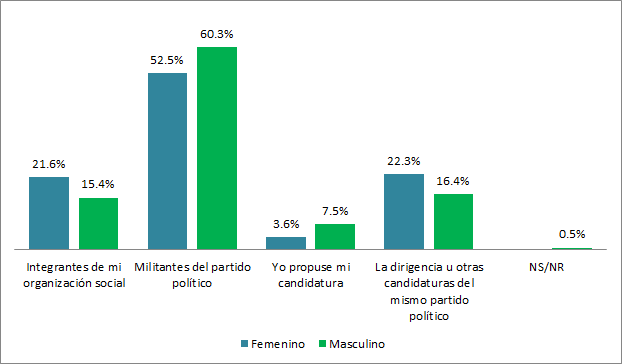 60.3%
52.5%
21.6%
15.4%
3.6%
7.5%
22.3%
16.4%
0.5%
Integrantes de mi
organización social
Militantes del partido
político
Yo propuse mi
candidatura
La dirigencia u otras
candidaturas del
mismo partido
político
NS/NR
Femenino
Masculino